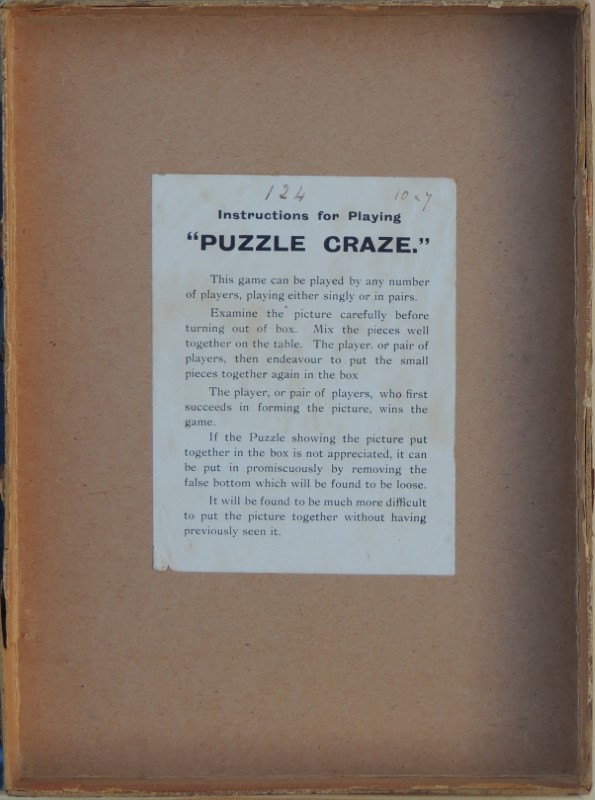 124 10 x 7
Instructions for Playing
“PUZZLE CRAZE.”
This game can be played by any number
of players, playing either singly or in pairs.
Examine the picture carefully before
turning out of box. Mix the pieces well
together on the table. The player, or pair of
players, then endeavour to put the small
pieces together again in the box
The player, or pair of players, who first
succeeds in forming the picture, wins the
game.
If the Puzzle showing the picture put
together in the box is not appreciated, it can
be put in promiscuously by removing the
false bottom which will be found to be loose.
It will be found to be much more difficult
to put the picture together without having
previously seen it.